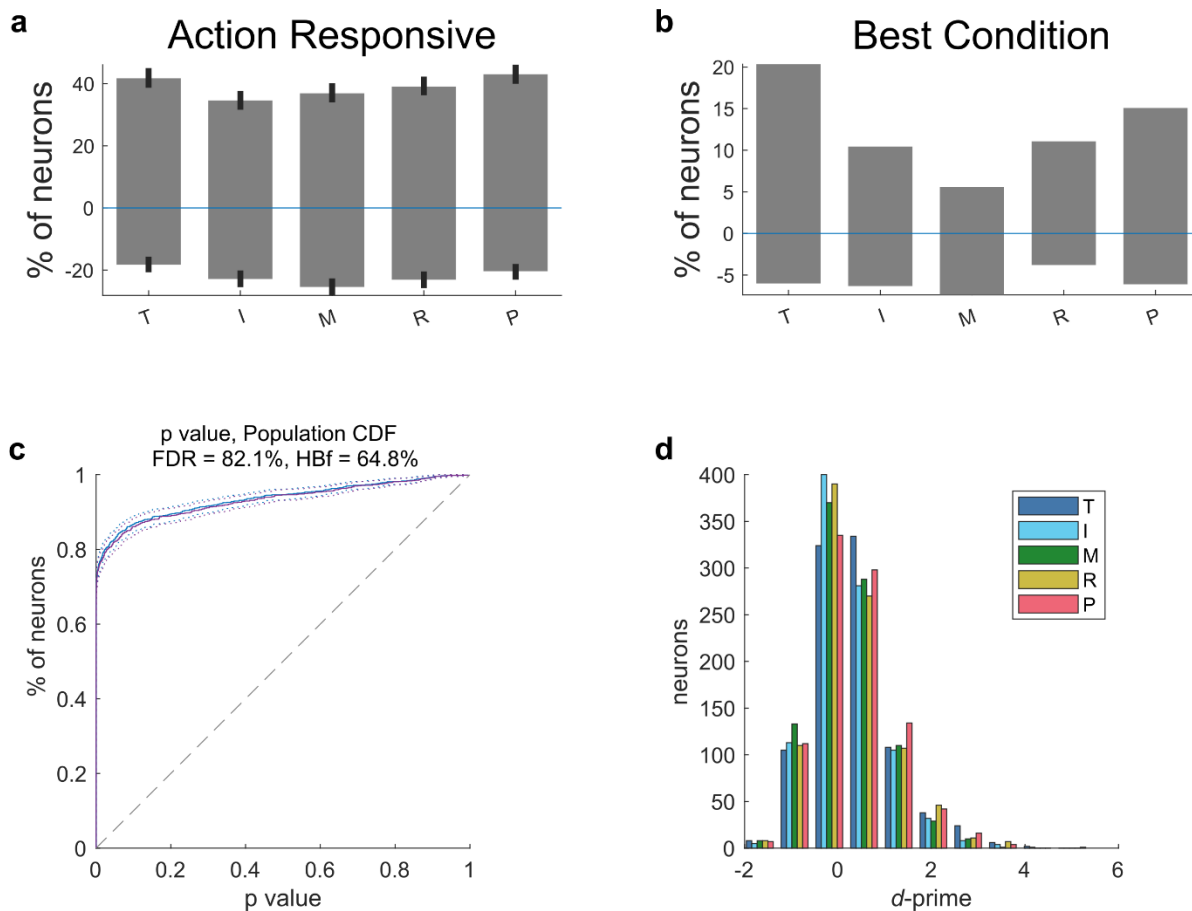 a
Action Responsive
% of neurons
40
20
0
-20
T
I
M
R
P
b
Best Condition
% of neurons
20
15
10
5
0
-5
T
I
M
R
P
c
p value, Population CDF
FDR = 82.1%, HBf = 64.8%
% of neurons
1
0.8
0.6
0.4
0.2
0
0
0.2
0.4
0.6
0.8
1
p value
d
neurons
400
350
300
250
200
150
100
50
0
-2
0
2
4
6
d-prime
T
I
M
R
P